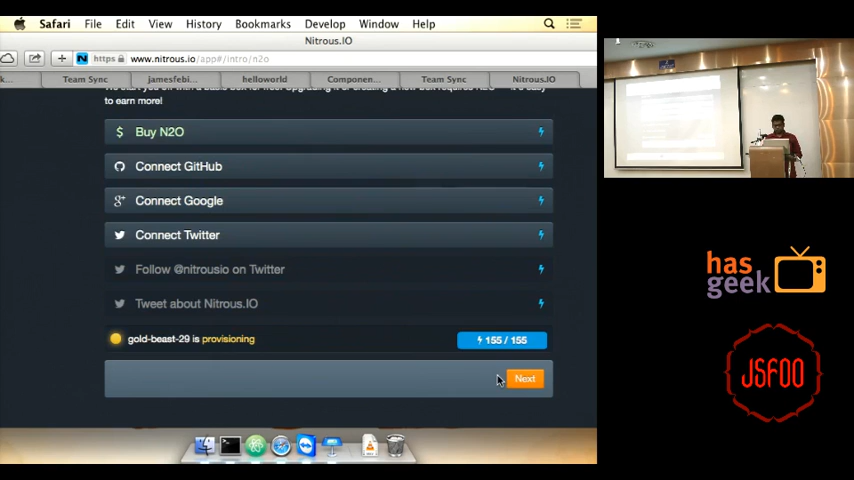 Safari File Edit View History Bookmarks Develop Window Help
Nitrous.IO
https www.nitrous.io/app#/intro/n2o
k... Team Sync jamesfebi... helloworld Componen... Team Sync Nitrous.IO
to earn more!
Buy N2O
Connect GitHub
Connect Google
Connect Twitter
Follow @nitrousio on Twitter
Tweet about Nitrous.IO
gold-beast-29 is provisioning 155 / 155
Next
has
geek
JSFOO